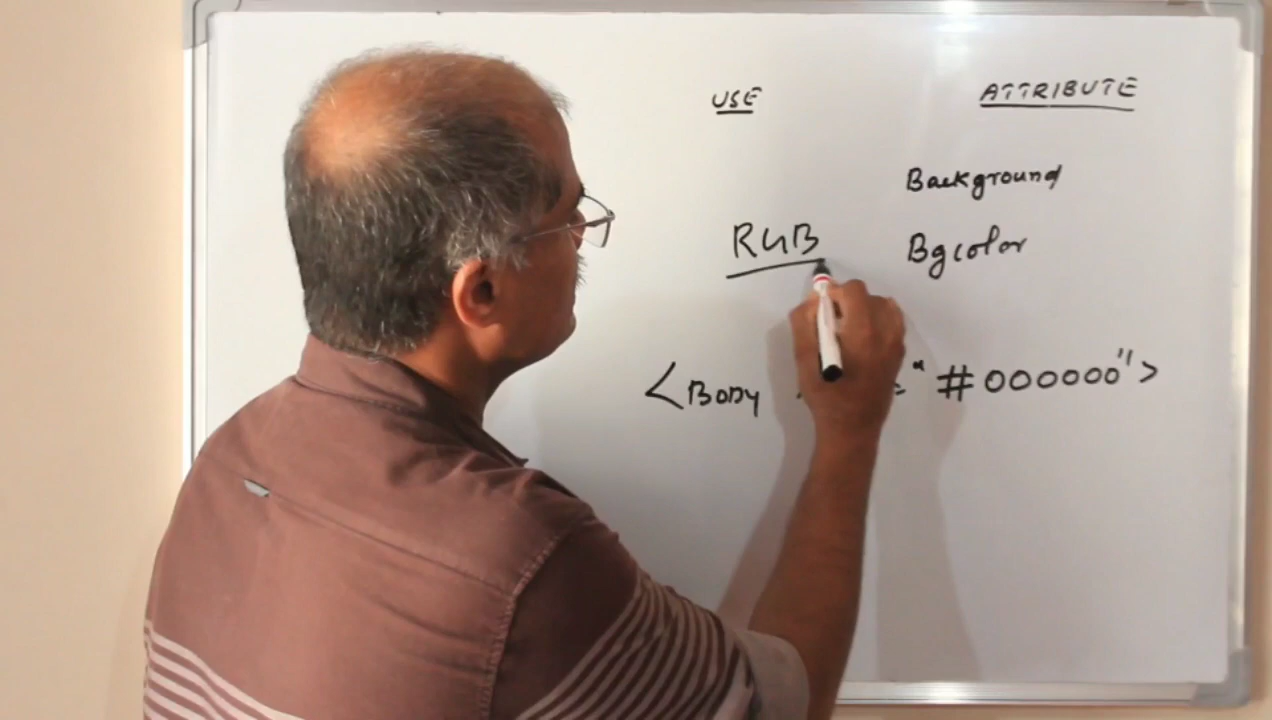 USE ATTRIBUTE
Background
RGB Bgcolor
<BODY = "#000000">